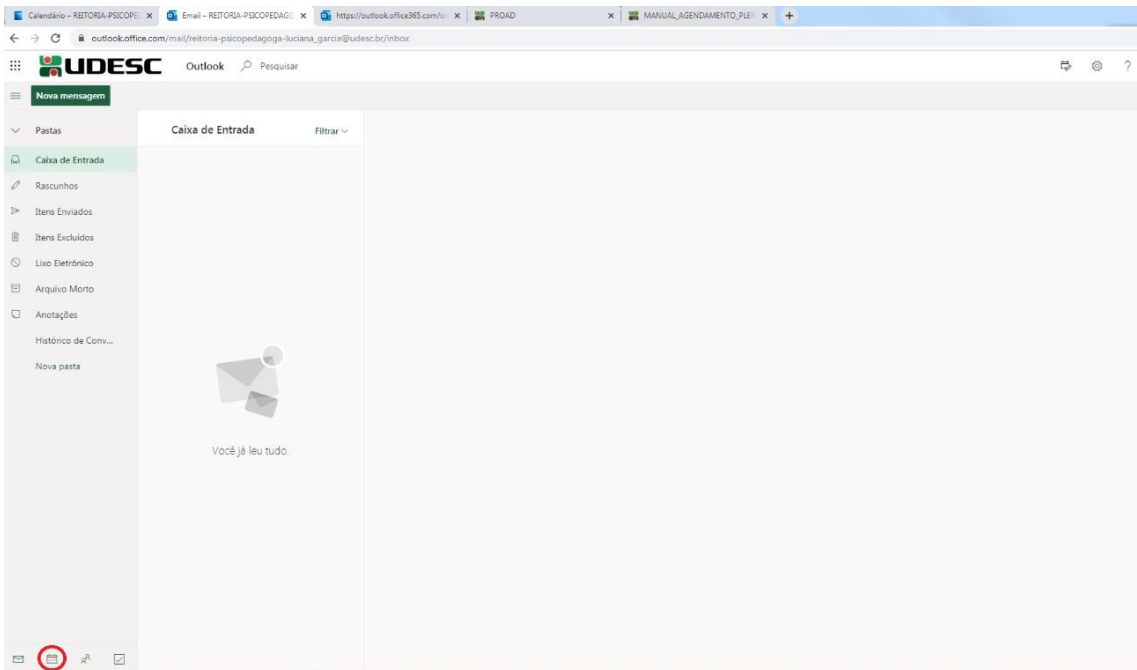 Calendário – REITORIA-PSICOPE
Email – REITORIA-PSICOPEDAG
https://outlook.office365.com/o
PROAD
MANUAL_AGENDAMENTO_PLE
outlook.office.com/mail/reitoria-psicopedagoga-luciana_garcia@udesc.br/inbox
UDESC
Outlook
Pesquisar
Nova mensagem
Pastas
Caixa de Entrada
Filtrar
Caixa de Entrada
Rascunhos
Itens Enviados
Itens Excluídos
Lixo Eletrônico
Arquivo Morto
Anotações
Histórico de Conv...
Nova pasta
Você já leu tudo.